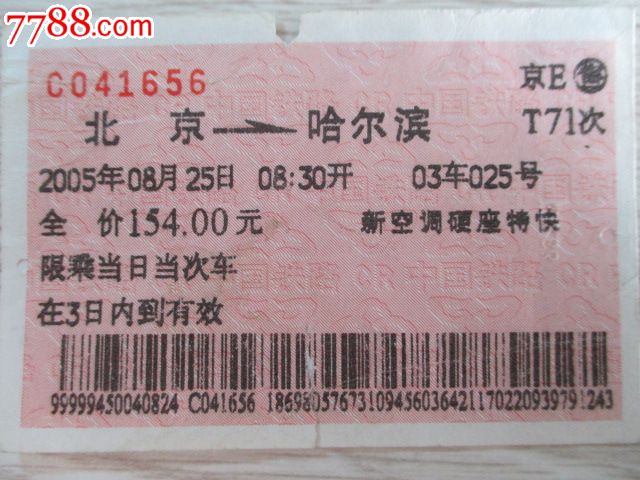 7788.com
C041656
京E 售
北 京 哈尔滨 T71次
2005年08月25日 08:30开 03车025号
全 价154.00元 新空调硬座特快
限乘当日当次车
在3日内到有效
99999450040824 C041656